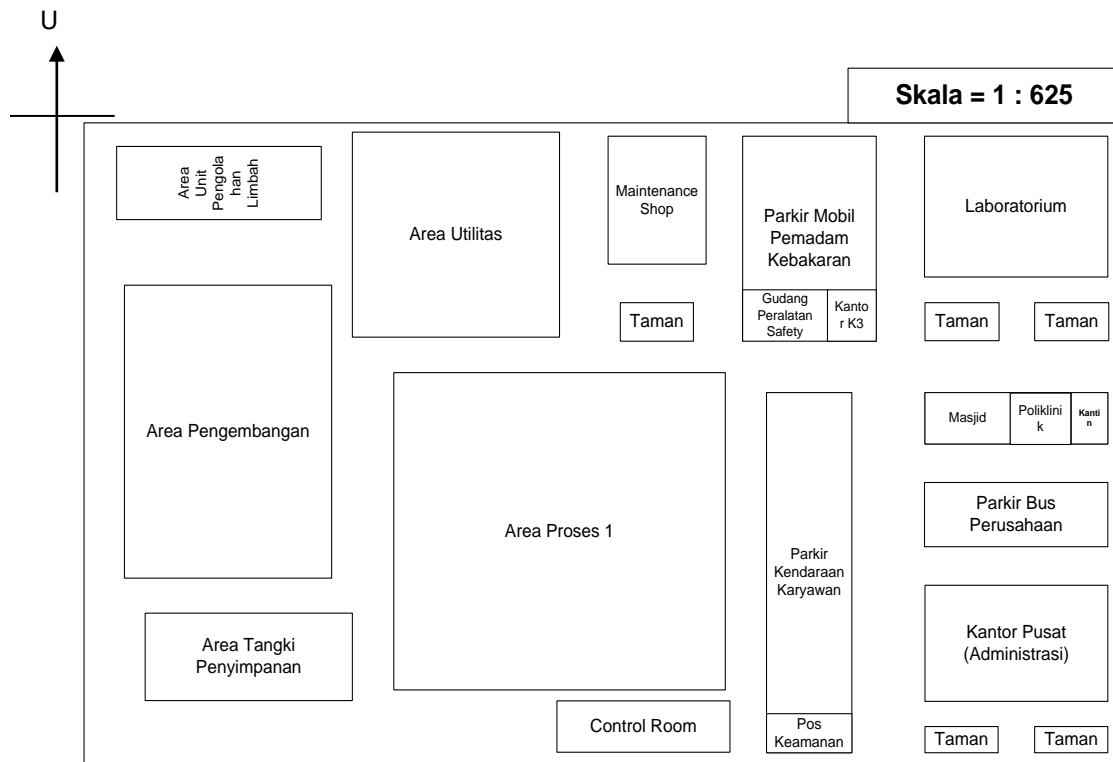 U
Skala = 1 : 625
Area
Unit
Pengola
han
Limbah
Area Utilitas
Maintenance
Shop
Parkir Mobil
Pemadam
Kebakaran
Laboratorium
Gudang
Peralatan
Safety
Kanto
r K3
Taman
Taman
Taman
Area Pengembangan
Masjid
Poliklini
k
Kanti
n
Area Proses 1
Parkir Bus
Perusahaan
Parkir
Kendaraan
Karyawan
Area Tangki
Penyimpanan
Kantor Pusat
(Administrasi)
Control Room
Pos
Keamanan
Taman
Taman